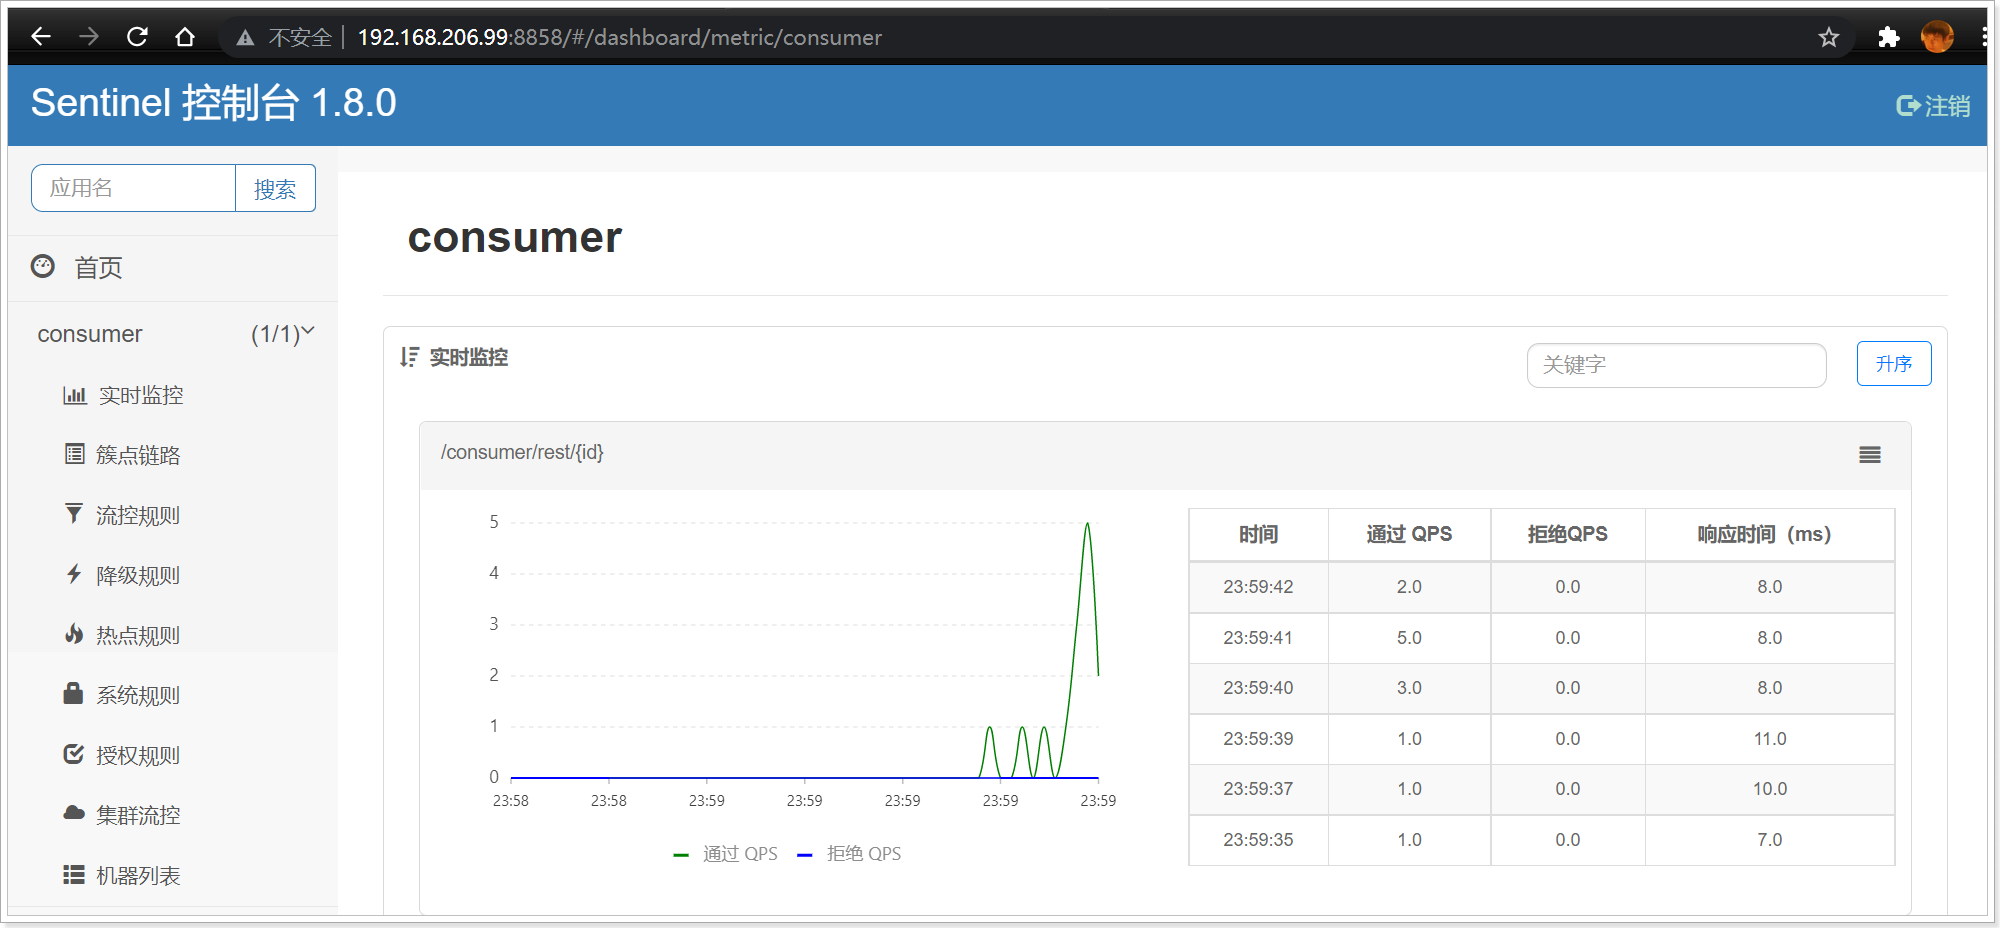 不安全 192.168.206.99:8858/#/dashboard/metric/consumer
Sentinel 控制台 1.8.0
注销
应用名 搜索
首页
consumer (1/1)
实时监控
簇点链路
流控规则
降级规则
热点规则
系统规则
授权规则
集群流控
机器列表
consumer
实时监控
关键字 升序
/consumer/rest/{id}
5
4
3
2
1
0
23:58 23:58 23:59 23:59 23:59 23:59 23:59
通过 QPS 拒绝 QPS
时间 通过 QPS 拒绝QPS 响应时间（ms）
23:59:42 2.0 0.0 8.0
23:59:41 5.0 0.0 8.0
23:59:40 3.0 0.0 8.0
23:59:39 1.0 0.0 11.0
23:59:37 1.0 0.0 10.0
23:59:35 1.0 0.0 7.0